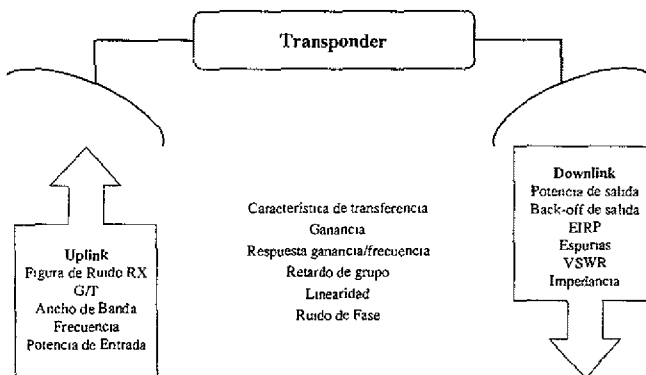 Transponder
Uplink
Figura de Ruido RX
G/T
Ancho de Banda
Frecuencia
Potencia de Entrada
Característica de transferencia
Ganancia
Respuesta ganancia/frecuencia
Retardo de grupo
Linearidad
Ruido de Fase
Downlink
Potencia de salida
Back-off de salida
EIRP
Espurias
VSWR
Impedancia